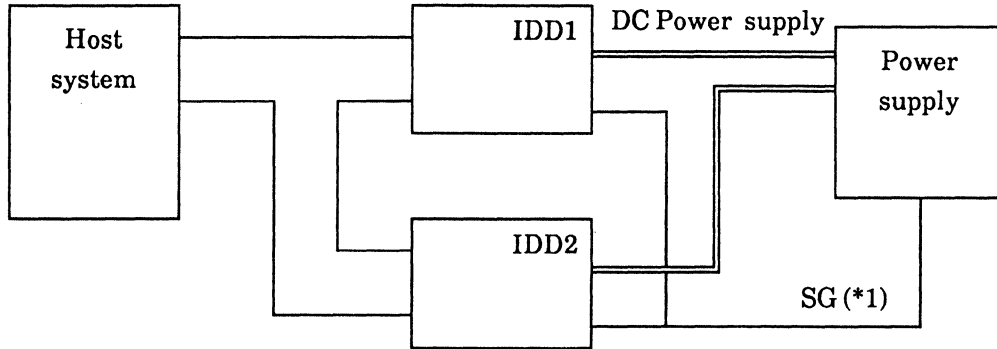 Host
system
IDD1
DC Power supply
Power
supply
IDD2
SG (*1)